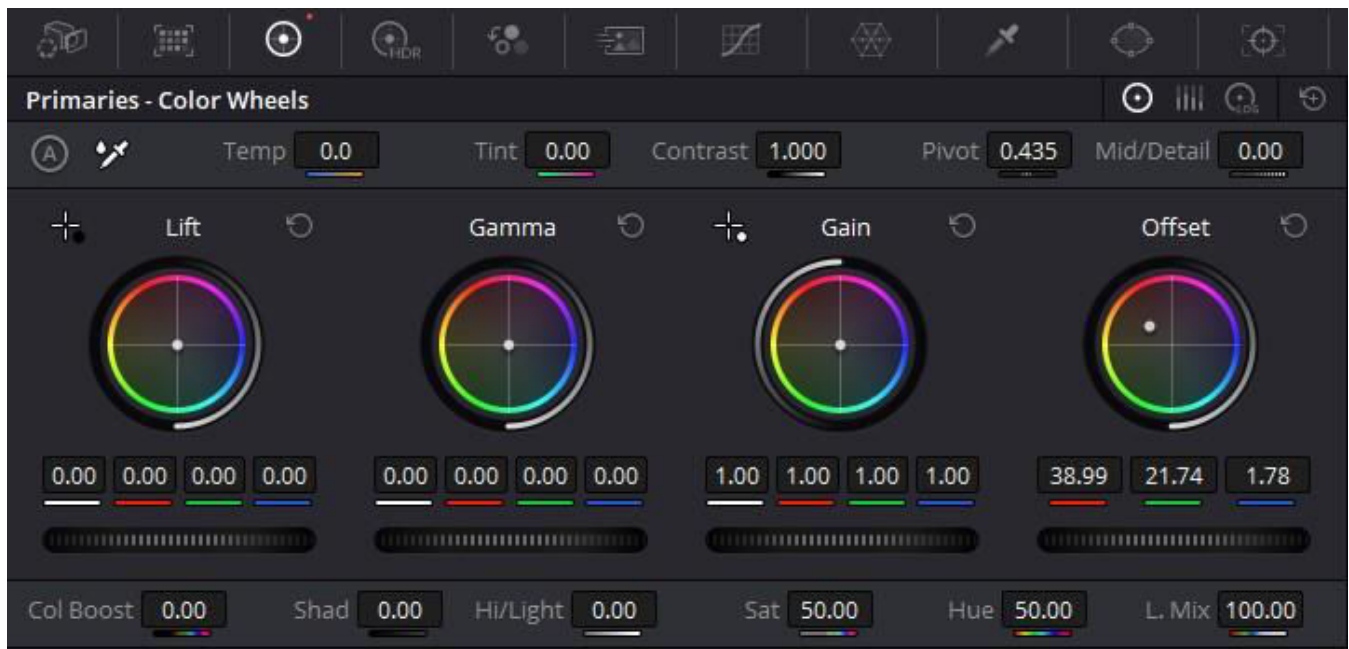 HDR
Primaries - Color Wheels
LOG
A Temp 0.0 Tint 0.00 Contrast 1.000 Pivot 0.435 Mid/Detail 0.00
Lift Gamma Gain Offset
0.00 0.00 0.00 0.00 0.00 0.00 0.00 0.00 1.00 1.00 1.00 1.00 38.99 21.74 1.78
Col Boost 0.00 Shad 0.00 Hi/Light 0.00 Sat 50.00 Hue 50.00 L. Mix 100.00